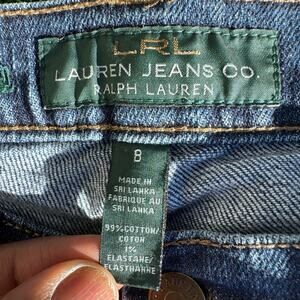 LRL
LAUREN JEANS CO.
RALPH LAUREN
8
MADE IN
SRI LANKA
FABRIQUE AU
SRI LANKA
99% COTTON/
COTON
1%
ELASTANE/
ELASTHANNE